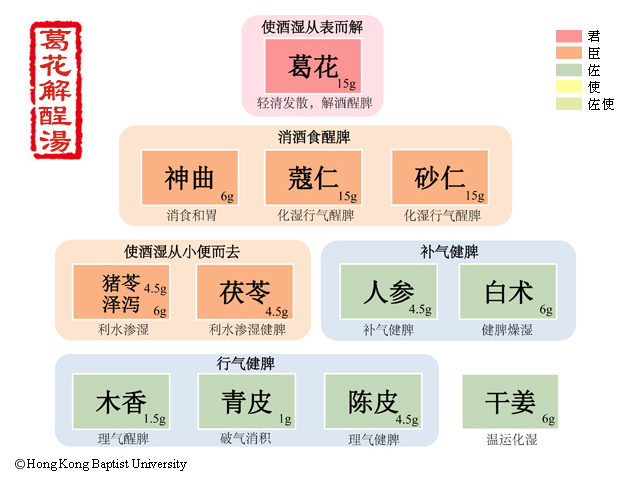 葛花解酲湯
使酒湿从表而解
葛花
15g
轻清发散，解酒醒脾
君
臣
佐
使
佐使
消酒食醒脾
神曲
6g
消食和胃
蔻仁
15g
化湿行气醒脾
砂仁
15g
化湿行气醒脾
使酒湿从小便而去
猪苓 4.5g
泽泻 6g
利水渗湿
茯苓
4.5g
利水渗湿健脾
补气健脾
人参
4.5g
补气健脾
白术
6g
健脾燥湿
行气健脾
木香
1.5g
理气醒脾
青皮
1g
破气消积
陈皮
4.5g
理气健脾
干姜
6g
温运化湿
©Hong Kong Baptist University